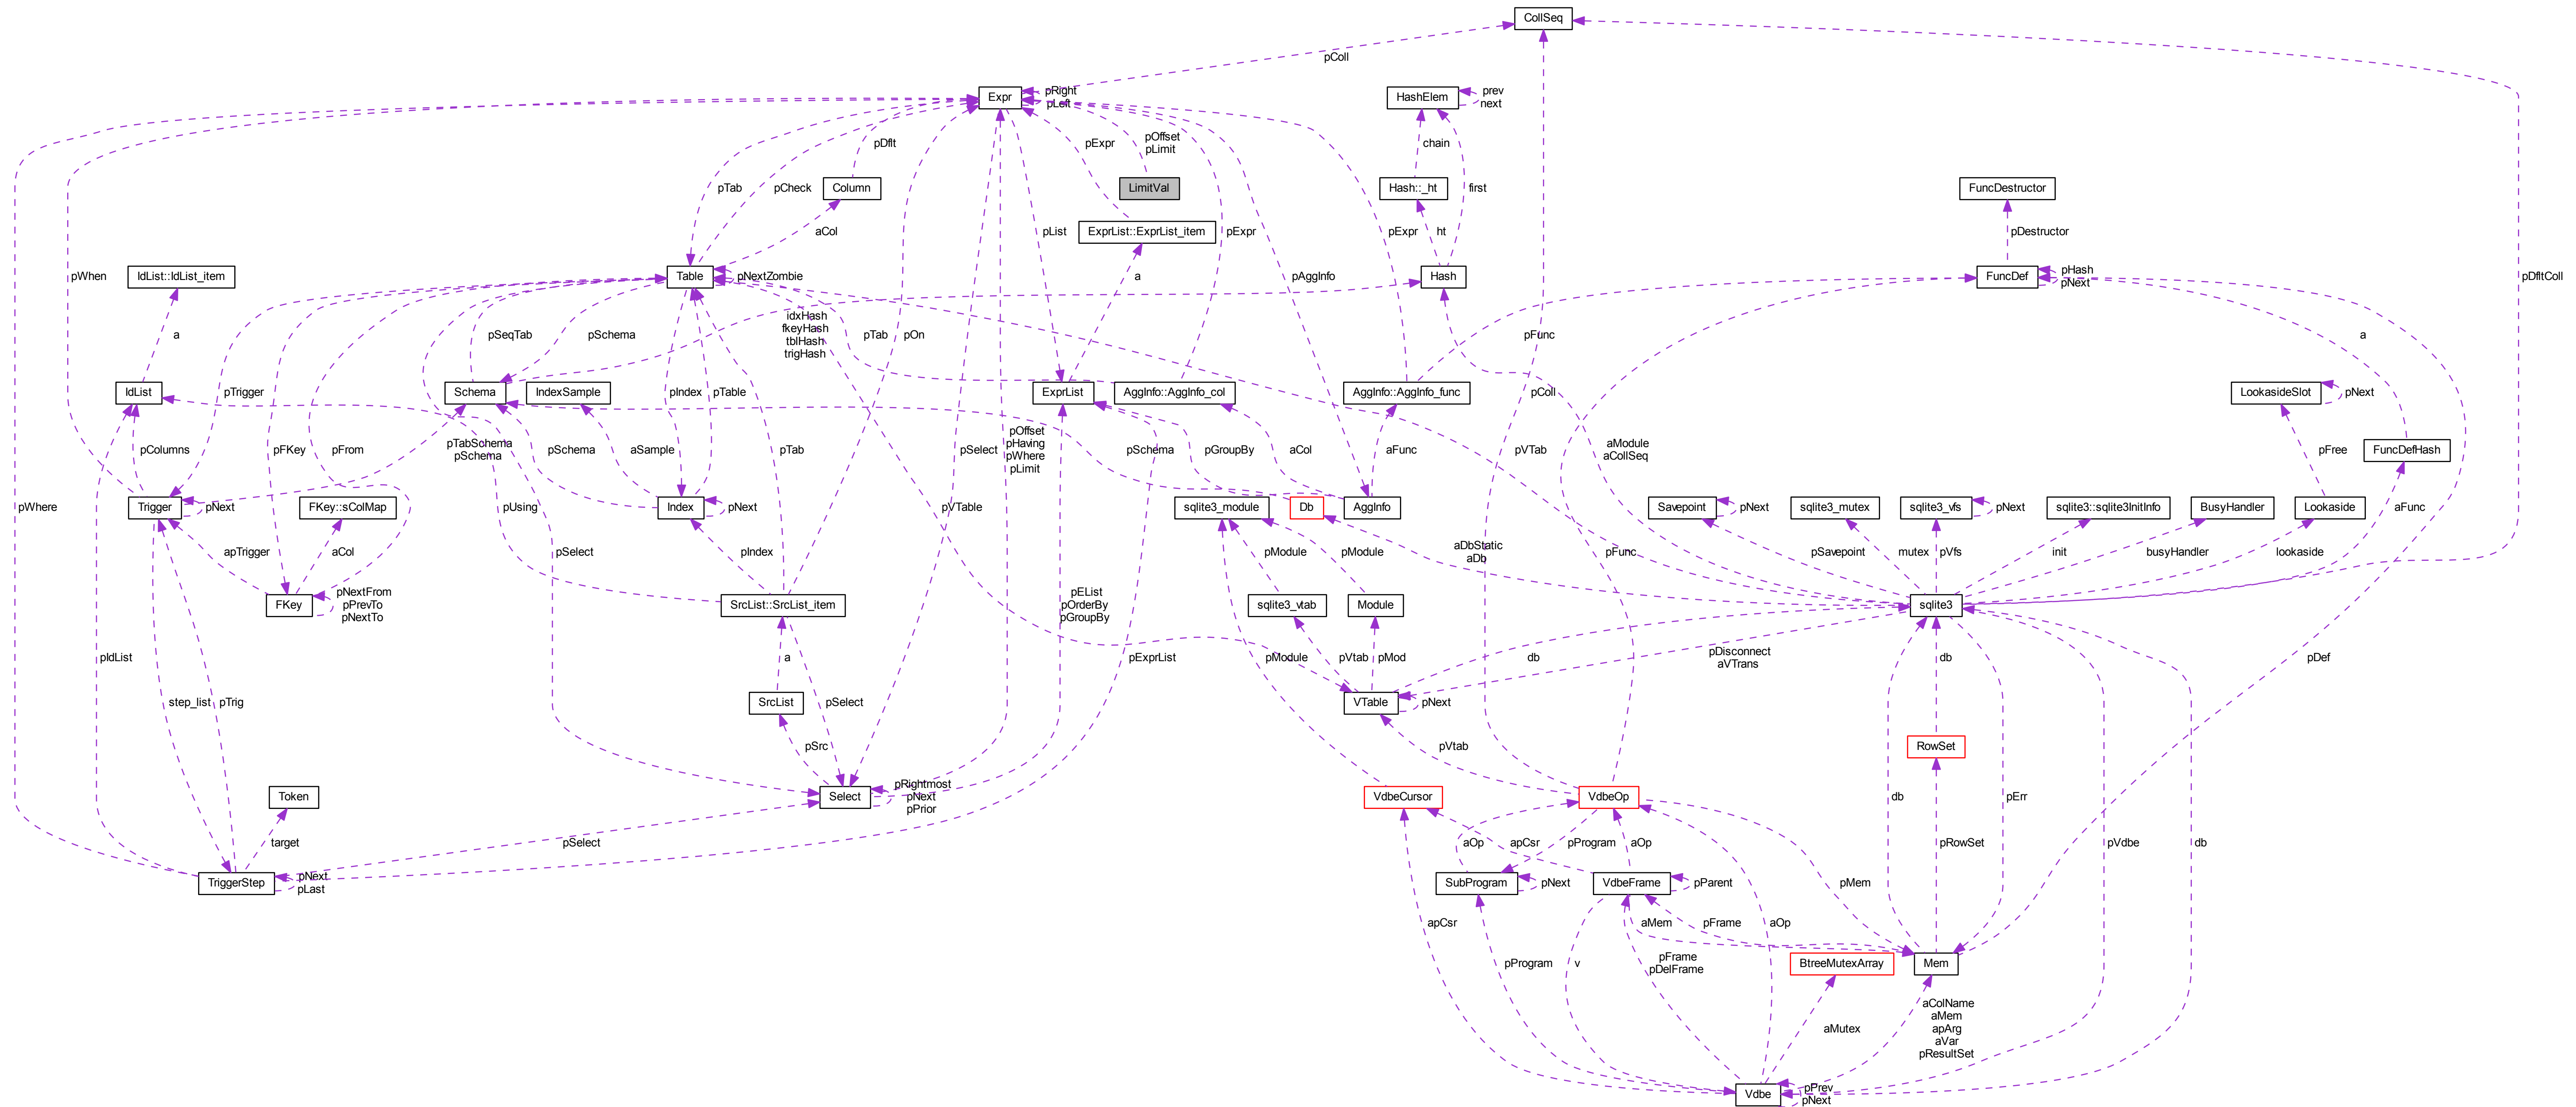 CollSeq
pColl
Expr
pRight
pLeft
HashElem
prev
next
pOffset
pLimit
pExpr
pDflt
chain
pTab
pCheck
Column
LimitVal
Hash::_ht
first
FuncDestructor
aCol
pList
ExprList::ExprList_item
pExpr
pExpr
ht
pDestructor
IdList::IdList_item
pWhen
Table
pNextZombie
a
pAggInfo
Hash
FuncDef
pHash
pNext
pDfltColl
a
pSeqTab
pSchema
idxHash
fkeyHash
tblHash
trigHash
pTab
pOn
pFunc
a
IdList
pTrigger
Schema
IndexSample
pIndex
pTable
ExprList
AggInfo::AggInfo_col
AggInfo::AggInfo_func
pColl
LookasideSlot
pNext
pColumns
pTabSchema
pSchema
pFKey
pFrom
pSchema
aSample
pTab
pSelect
pOffset
pHaving
pWhere
pLimit
pSchema
pGroupBy
aCol
aFunc
pVTab
aModule
aCollSeq
pFree
FuncDefHash
pWhere
Trigger
pNext
FKey::sColMap
pUsing
Index
pNext
pVTable
sqlite3_module
Db
AggInfo
Savepoint
pNext
sqlite3_mutex
sqlite3_vfs
pNext
sqlite3::sqlite3InitInfo
BusyHandler
Lookaside
aFunc
apTrigger
aCol
pSelect
pIndex
pModule
pModule
aDbStatic
aDb
pFunc
pSavepoint
mutex
pVfs
init
busyHandler
lookaside
FKey
pNextFrom
pPrevTo
pNextTo
SrcList::SrcList_item
pEList
pOrderBy
pGroupBy
sqlite3_vtab
Module
sqlite3
pIdList
a
pExprList
pModule
pVtab
pMod
db
pDisconnect
aVTrans
db
pDef
step_list
pTrig
SrcList
pSelect
VTable
pNext
pSrc
pVtab
RowSet
Token
Select
pRightmost
pNext
pPrior
VdbeCursor
VdbeOp
db
pErr
target
pSelect
aOp
pProgram
apCsr
aOp
pRowSet
pVdbe
db
TriggerStep
pNext
pLast
SubProgram
pNext
VdbeFrame
pParent
pMem
apCsr
aMem
pFrame
aOp
pProgram
v
pFrame
pDelFrame
BtreeMutexArray
Mem
aMutex
aColName
aMem
apArg
aVar
pResultSet
Vdbe
pPrev
pNext